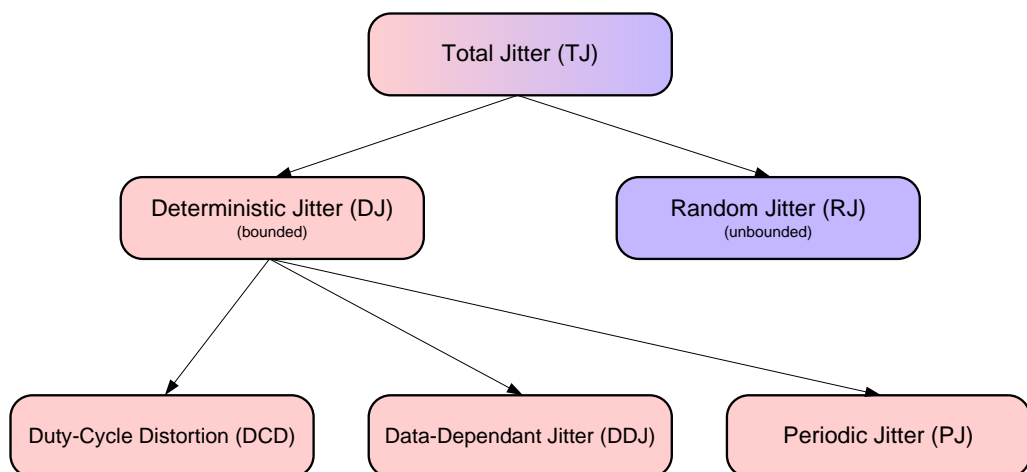 Total Jitter (TJ)
Deterministic Jitter (DJ)
(bounded)
Random Jitter (RJ)
(unbounded)
Duty-Cycle Distortion (DCD)
Data-Dependant Jitter (DDJ)
Periodic Jitter (PJ)